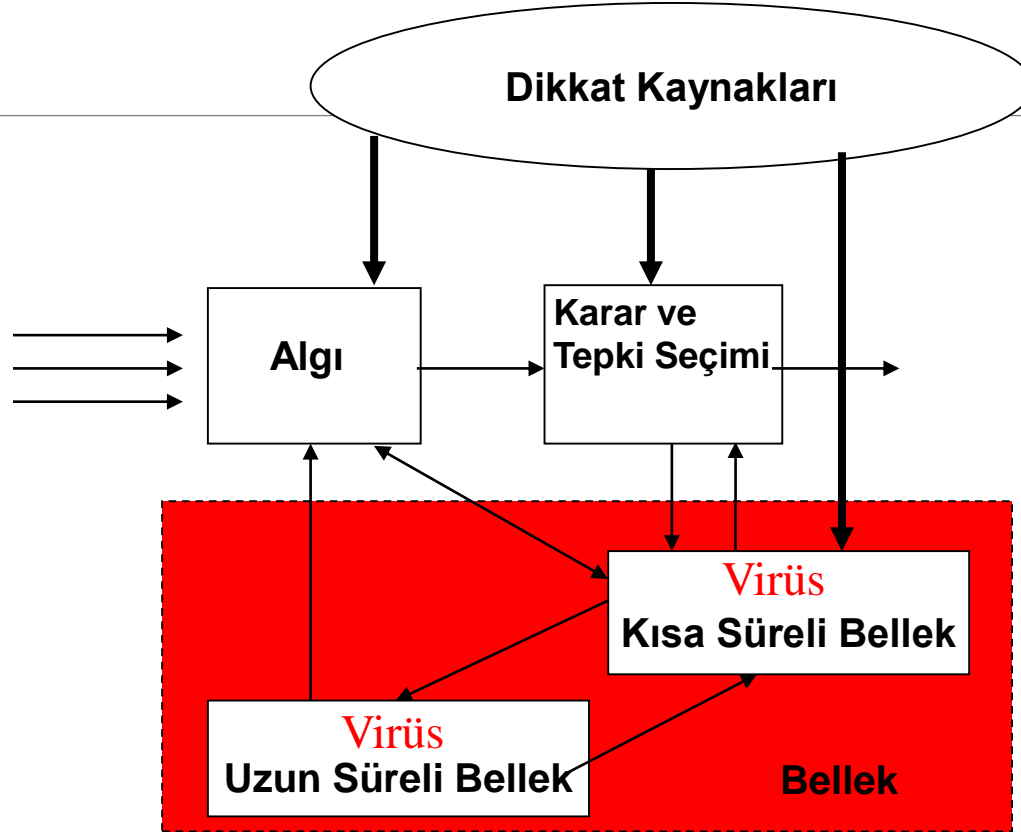 Dikkat Kaynakları
Algı
Karar ve
Tepki Seçimi
Virüs
Kısa Süreli Bellek
Virüs
Uzun Süreli Bellek
Bellek